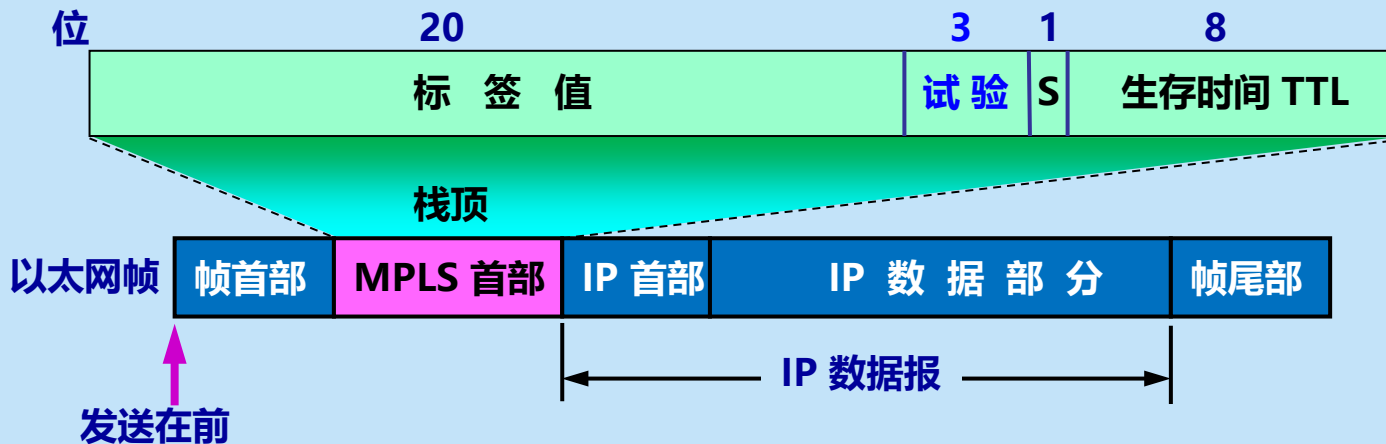 位 20 3 1 8
标 签 值 试 验 S 生存时间 TTL
栈顶
以太网帧 帧首部 MPLS 首部 IP 首部 IP 数 据 部 分 帧尾部
IP 数据报
发送在前